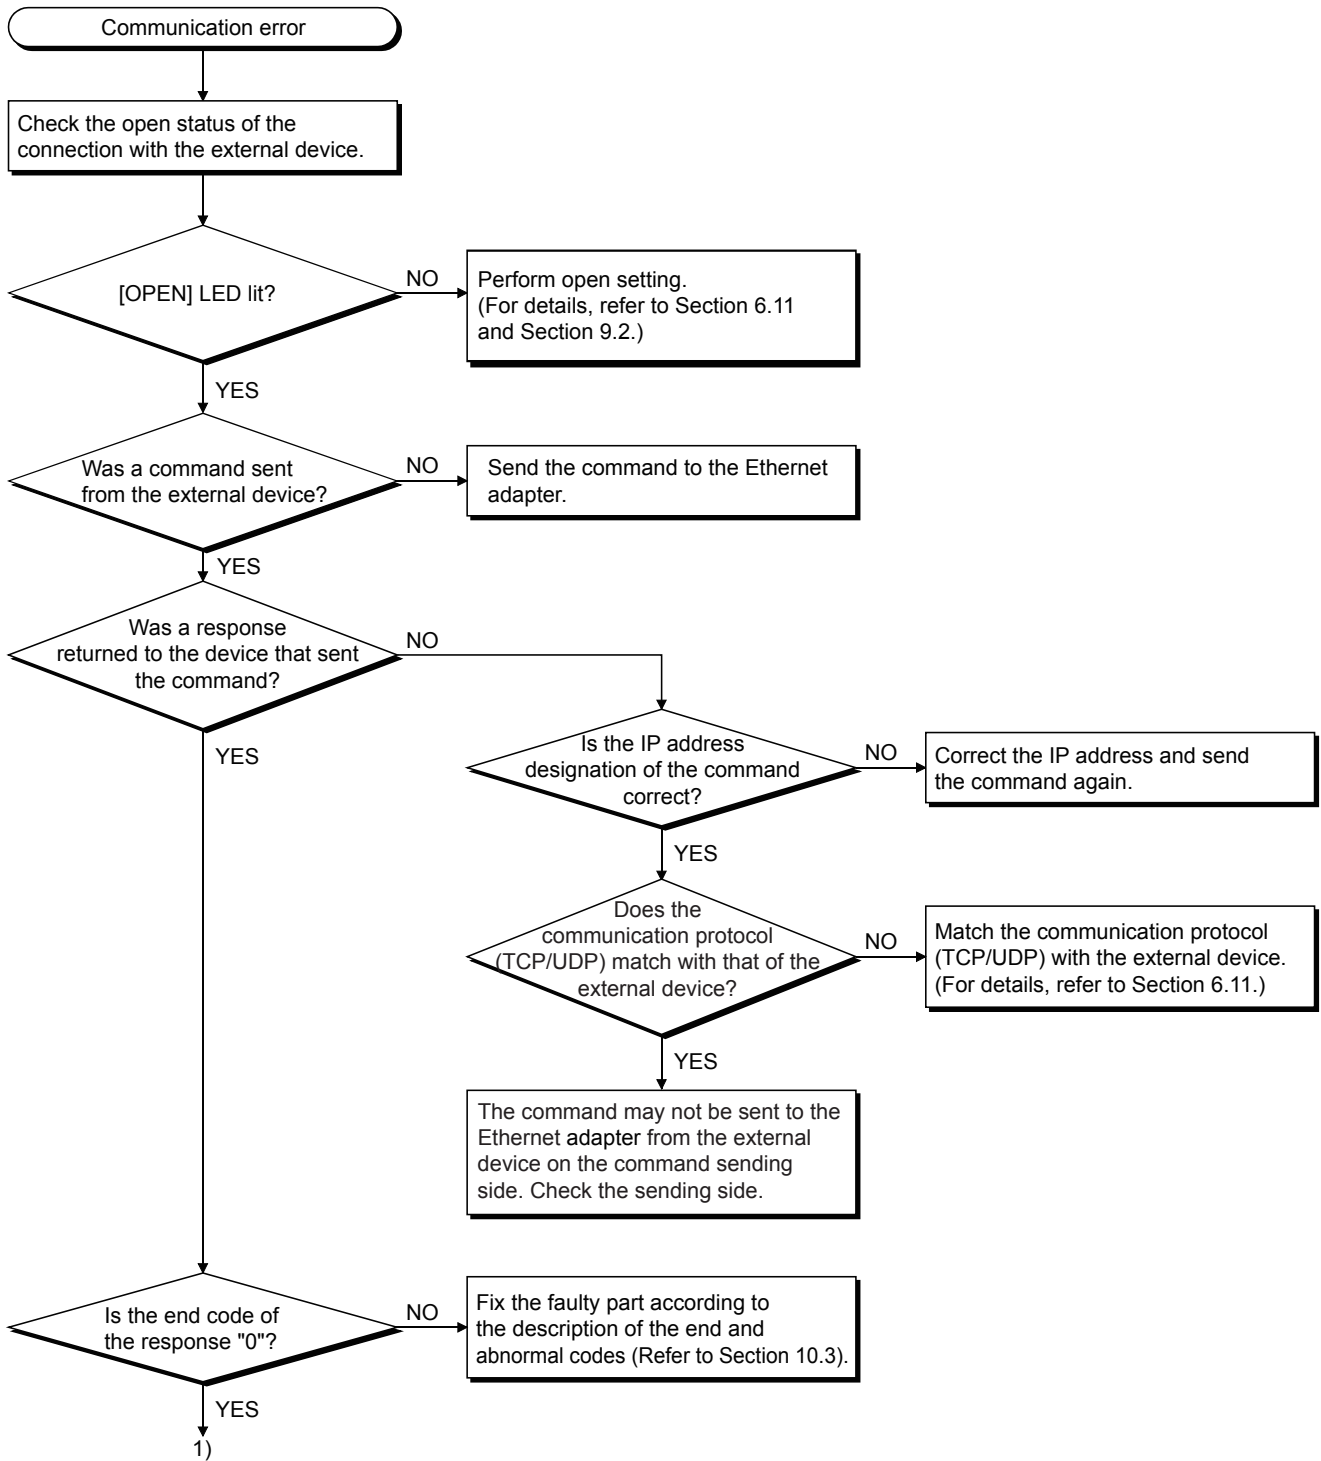 Communication error
Check the open status of the
connection with the external device.
[OPEN] LED lit?
NO
Perform open setting.
(For details, refer to Section 6.11
and Section 9.2.)
YES
Was a command sent
from the external device?
NO
Send the command to the Ethernet
adapter.
YES
Was a response
returned to the device that sent
the command?
NO
YES
Is the IP address
designation of the command
correct?
NO
Correct the IP address and send
the command again.
YES
Does the
communication protocol
(TCP/UDP) match with that of the
external device?
NO
Match the communication protocol
(TCP/UDP) with the external device.
(For details, refer to Section 6.11.)
YES
The command may not be sent to the
Ethernet adapter from the external
device on the command sending
side. Check the sending side.
Is the end code of
the response "0"?
NO
Fix the faulty part according to
the description of the end and
abnormal codes (Refer to Section 10.3).
YES
1)